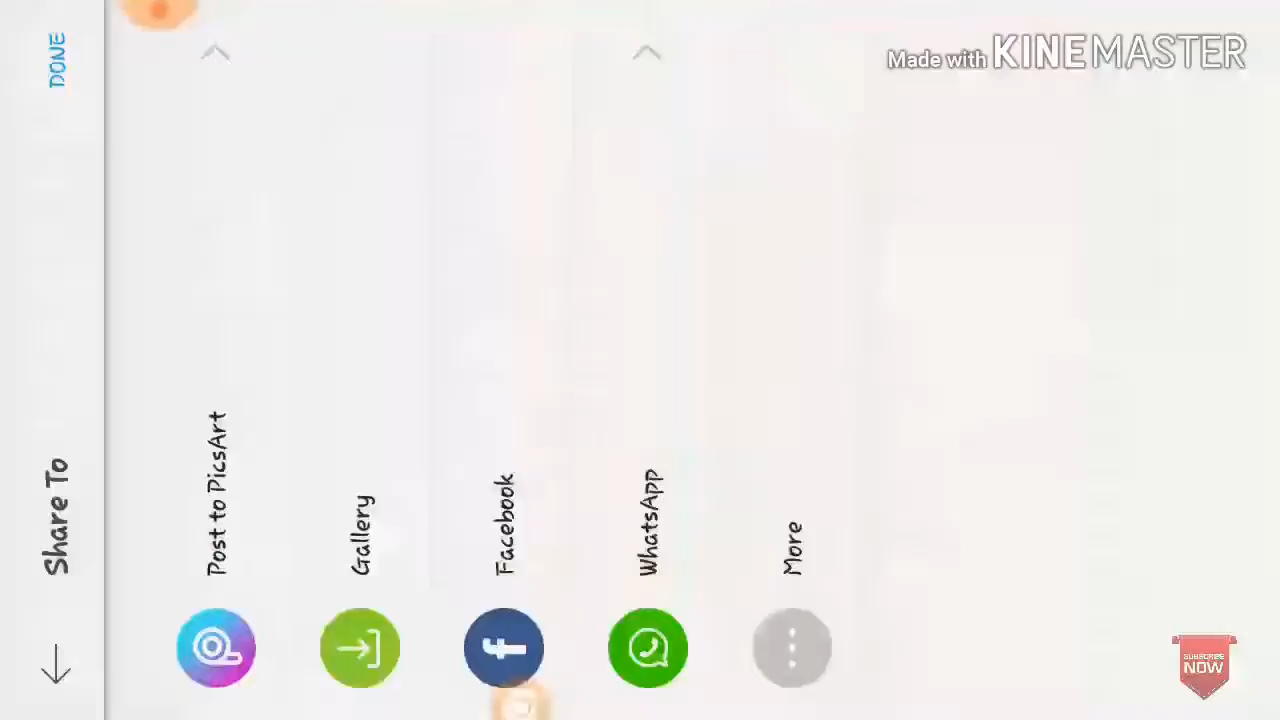 Share To
DONE
Post to PicsArt
Gallery
Facebook
WhatsApp
More
Made with KINEMASTER
SUBSCRIBE
NOW